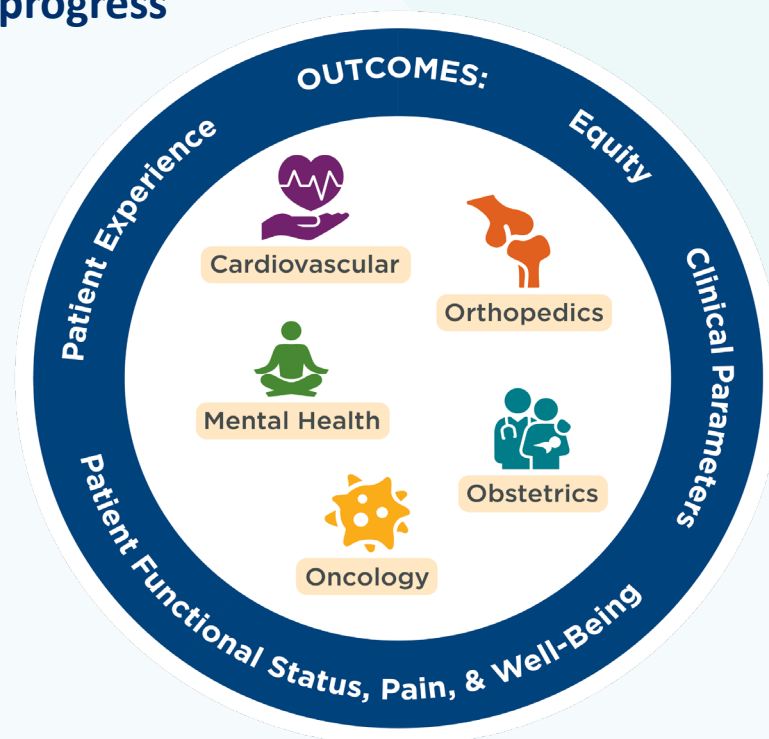 progress
OUTCOMES:
Equity
Clinical Parameters
Patient Functional Status, Pain, & Well-Being
Patient Experience
Cardiovascular
Orthopedics
Mental Health
Obstetrics
Oncology